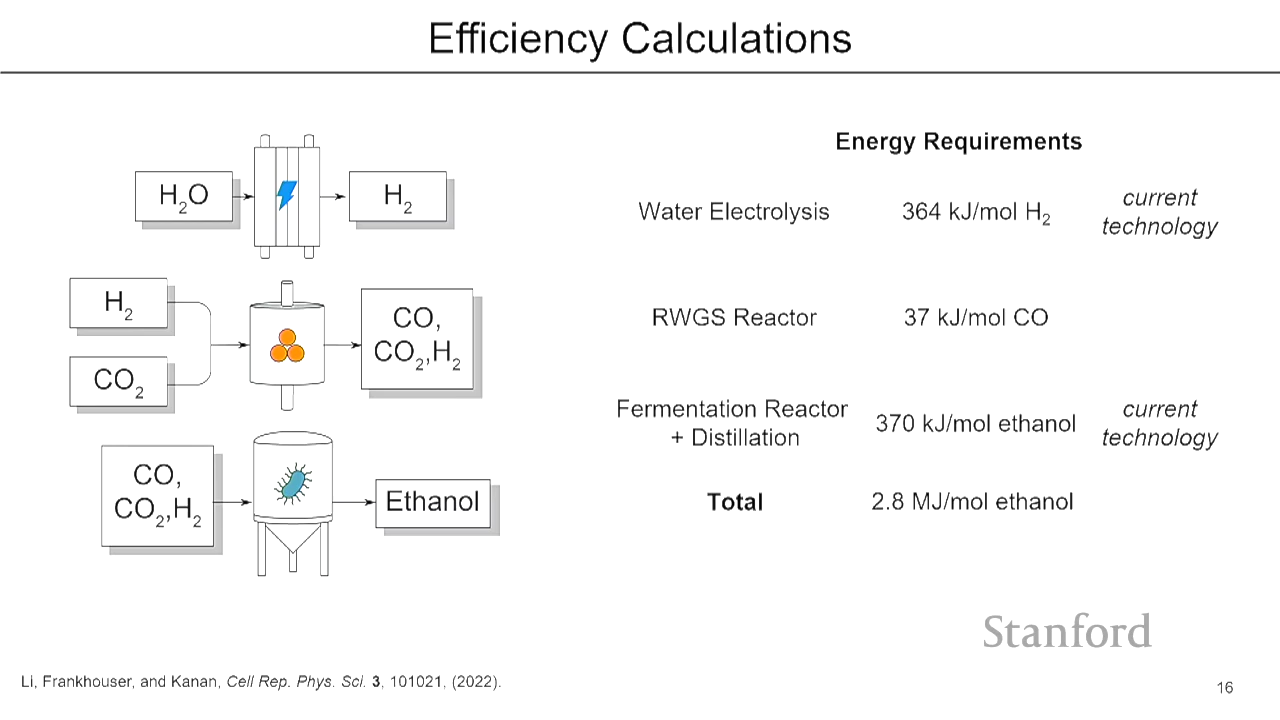 Efficiency Calculations
H₂O
H₂
H₂
CO₂
CO,
CO₂,H₂
CO,
CO₂,H₂
Ethanol
Energy Requirements
Water Electrolysis 364 kJ/mol H₂ current technology
RWGS Reactor 37 kJ/mol CO
Fermentation Reactor
+ Distillation 370 kJ/mol ethanol current technology
Total 2.8 MJ/mol ethanol
Stanford
Li, Frankhouser, and Kanan, Cell Rep. Phys. Sci. 3, 101021, (2022).
16